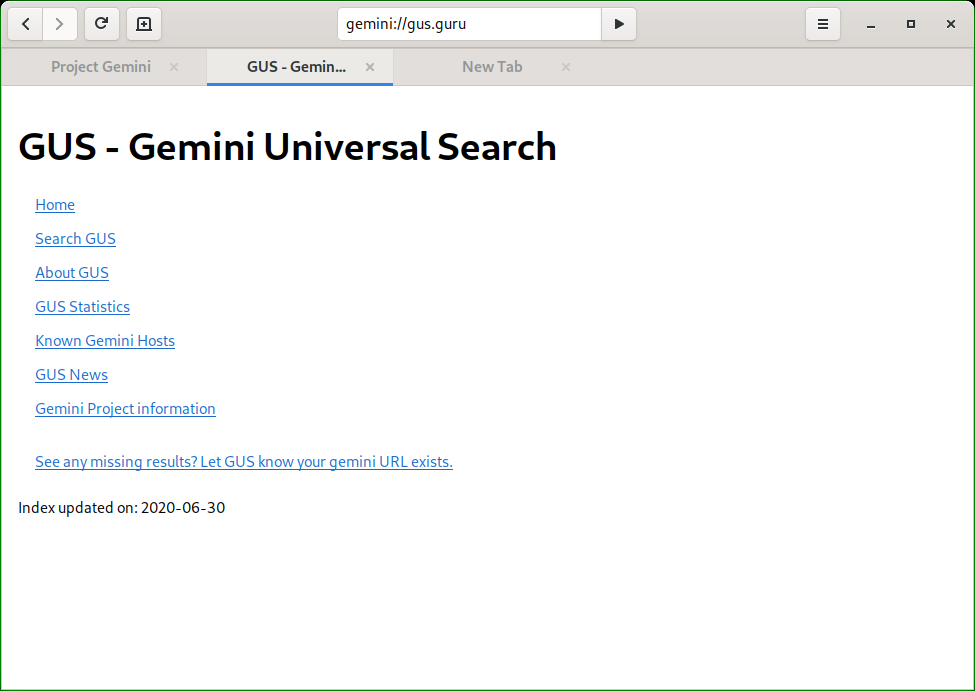 gemini://gus.guru
Project Gemini
GUS - Gemin...
New Tab
GUS - Gemini Universal Search
Home
Search GUS
About GUS
GUS Statistics
Known Gemini Hosts
GUS News
Gemini Project information
See any missing results? Let GUS know your gemini URL exists.
Index updated on: 2020-06-30